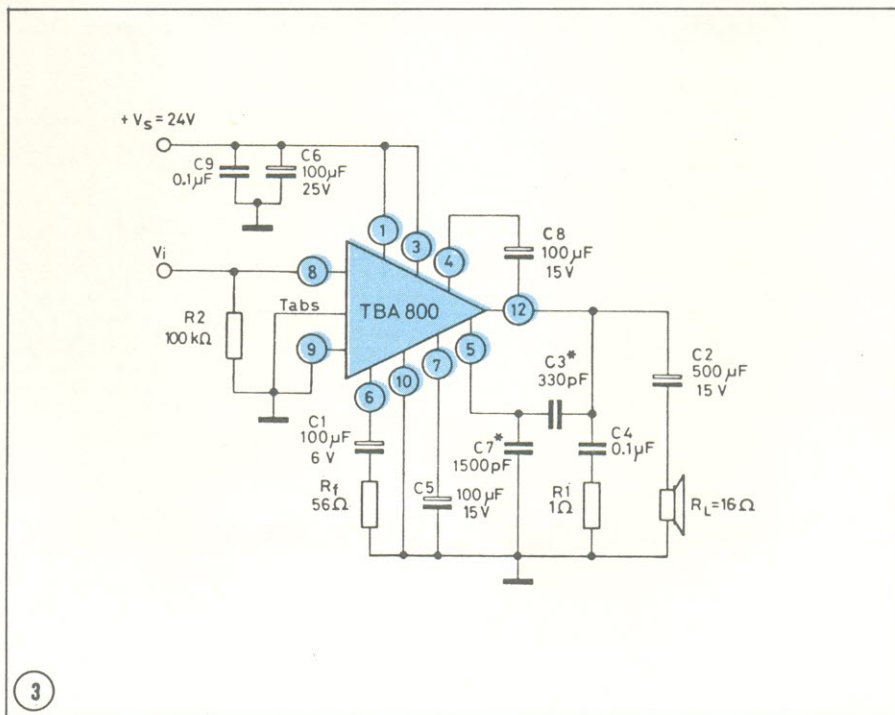 + Vs = 24V
C9
0.1µF
C6
100µF
25V
1
3
4
C8
100µF
15V
Vi
8
Tabs
TBA 800
12
R2
100 kΩ
9
5
C2
500 µF
15V
C3*
330pF
6
10
7
C1
100µF
6 V
C7*
1500pF
C4
0.1µF
Rf
56Ω
C5
100µF
15V
Ri
1Ω
RL=16Ω
3